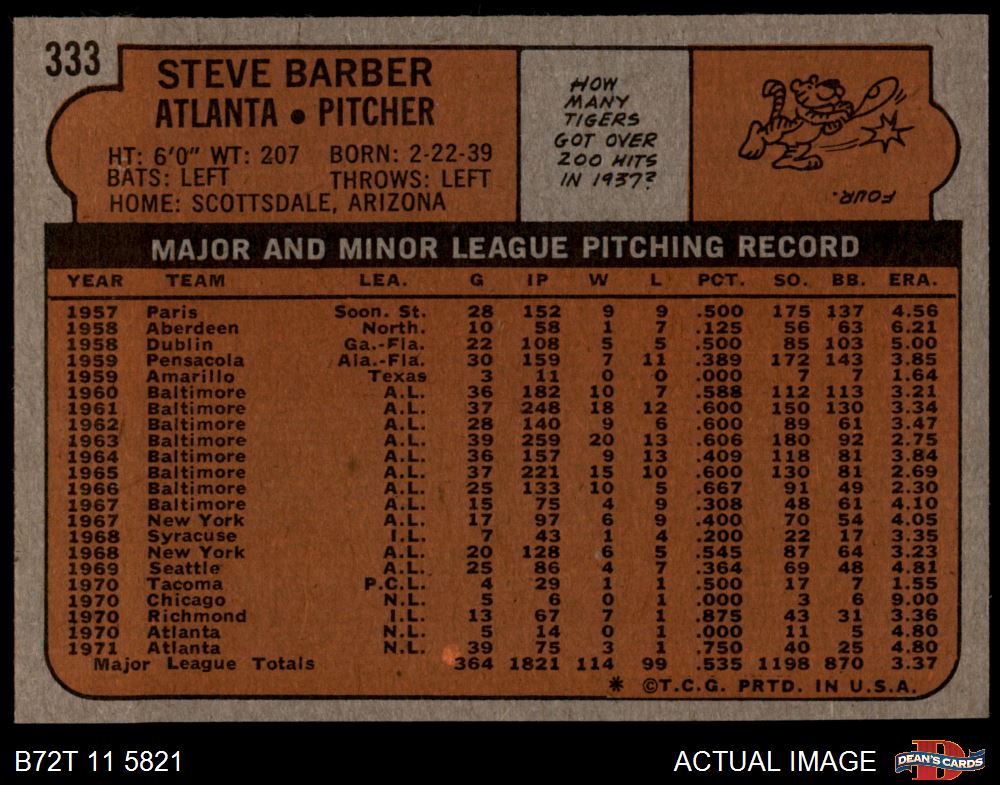 333
STEVE BARBER
ATLANTA • PITCHER
HT: 6'0" WT: 207 BORN: 2-22-39
BATS: LEFT THROWS: LEFT
HOME: SCOTTSDALE, ARIZONA
HOW
MANY
TIGERS
GOT OVER
200 HITS
IN 1937?
FOUR.
MAJOR AND MINOR LEAGUE PITCHING RECORD
YEAR TEAM LEA. G IP W L PCT. SO. BB. ERA.
1957 Paris Soon. St. 28 152 9 9 .500 175 137 4.56
1958 Aberdeen North. 10 58 1 7 .125 56 63 6.21
1958 Dublin Ga.-Fla. 22 108 5 5 .500 85 103 5.00
1959 Pensacola Ala.-Fla. 30 159 7 11 .389 172 143 3.85
1959 Amarillo Texas 3 11 0 0 .000 7 7 1.64
1960 Baltimore A.L. 36 182 10 7 .588 112 113 3.21
1961 Baltimore A.L. 37 248 18 12 .600 150 130 3.34
1962 Baltimore A.L. 28 140 9 6 .600 89 61 3.47
1963 Baltimore A.L. 39 259 20 13 .606 180 92 2.75
1964 Baltimore A.L. 36 157 9 13 .409 118 81 3.84
1965 Baltimore A.L. 37 221 15 10 .600 130 81 2.69
1966 Baltimore A.L. 25 133 10 5 .667 91 49 2.30
1967 Baltimore A.L. 15 75 4 9 .308 48 61 4.10
1967 New York A.L. 17 97 6 9 .400 70 54 4.05
1968 Syracuse I.L. 7 43 1 4 .200 22 17 3.35
1968 New York A.L. 20 128 6 5 .545 87 64 3.23
1969 Seattle A.L. 25 86 4 7 .364 69 48 4.81
1970 Tacoma P.C.L. 4 29 1 1 .500 17 7 1.55
1970 Chicago N.L. 5 6 0 1 .000 3 6 9.00
1970 Richmond I.L. 13 67 7 1 .875 43 31 3.36
1970 Atlanta N.L. 5 14 0 1 .000 11 5 4.80
1971 Atlanta N.L. 39 75 3 1 .750 40 25 4.80
Major League Totals 364 1821 114 99 .535 1198 870 3.37
* ©T.C.G. PRTD. IN U.S.A.
B72T 11 5821 ACTUAL IMAGE DEAN'S CARDS